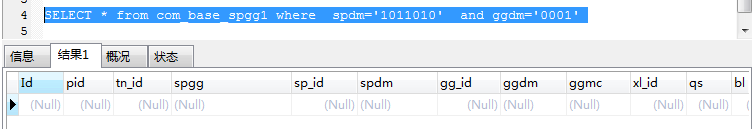 4 SELECT * from com_base_spgg1 where spdm='1011010' and ggdm='0001'
5
信息 结果1 概况 状态
Id pid tn_id spgg sp_id spdm gg_id ggdm ggmc xl_id qs bl
(Null) (Null) (Null) (Null) (Null) (Null) (Null) (Null) (Null) (Null) (Null)